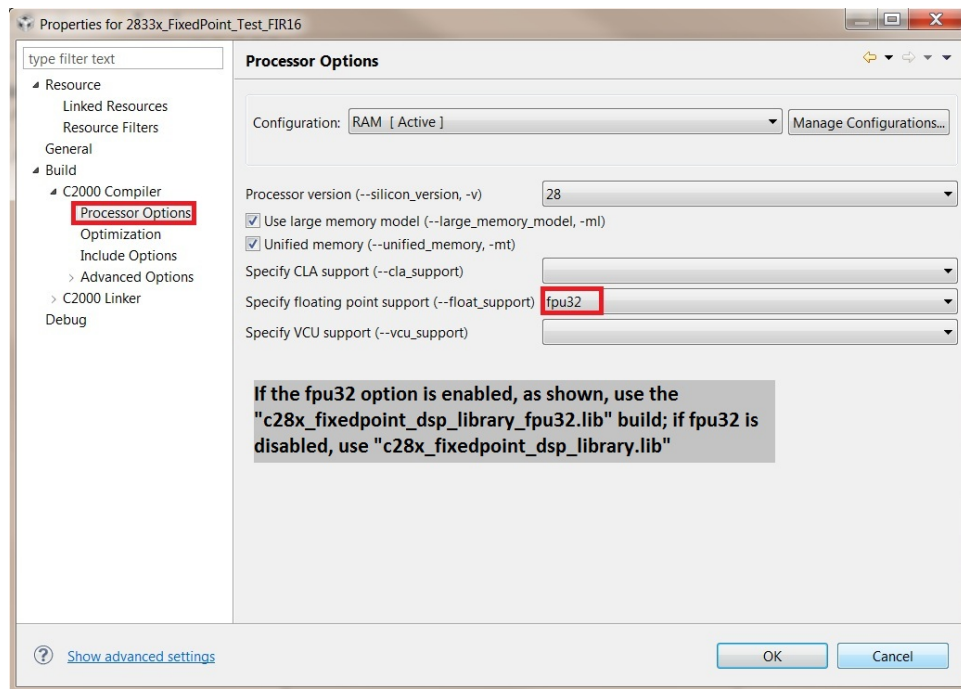 Properties for 2833x_FixedPoint_Test_FIR16
type filter text
Resource
Linked Resources
Resource Filters
General
Build
C2000 Compiler
Processor Options
Optimization
Include Options
Advanced Options
C2000 Linker
Debug
Processor Options
Configuration: RAM [ Active ] Manage Configurations...
Processor version (--silicon_version, -v) 28
Use large memory model (--large_memory_model, -ml)
Unified memory (--unified_memory, -mt)
Specify CLA support (--cla_support)
Specify floating point support (--float_support) fpu32
Specify VCU support (--vcu_support)
If the fpu32 option is enabled, as shown, use the
"c28x_fixedpoint_dsp_library_fpu32.lib" build; if fpu32 is
disabled, use "c28x_fixedpoint_dsp_library.lib"
Show advanced settings
OK Cancel